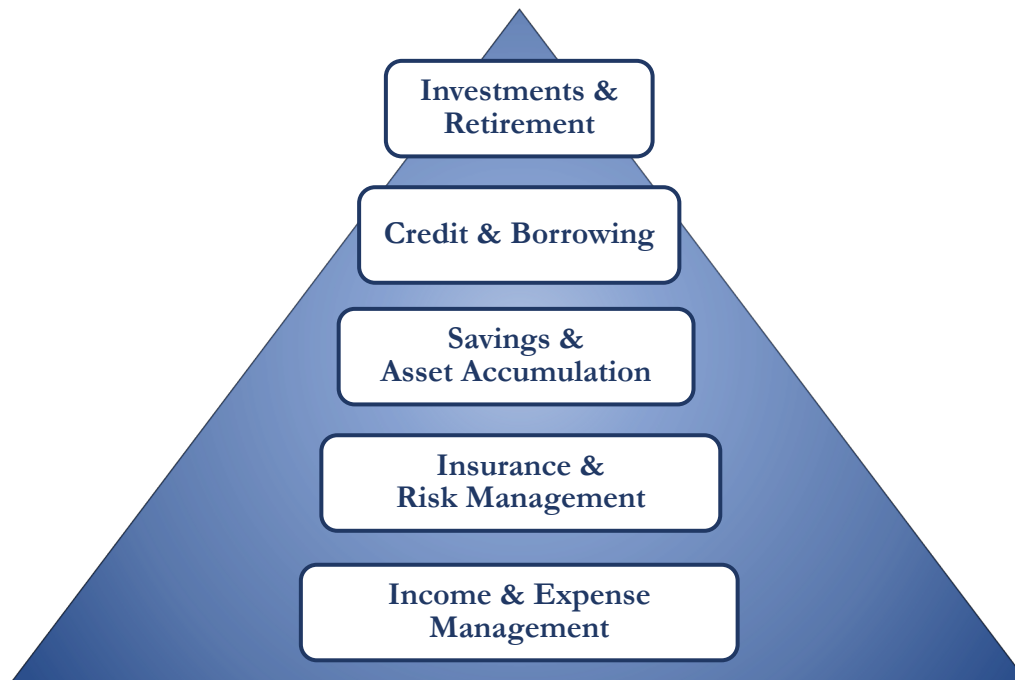 Investments &
Retirement
Credit & Borrowing
Savings &
Asset Accumulation
Insurance &
Risk Management
Income & Expense
Management